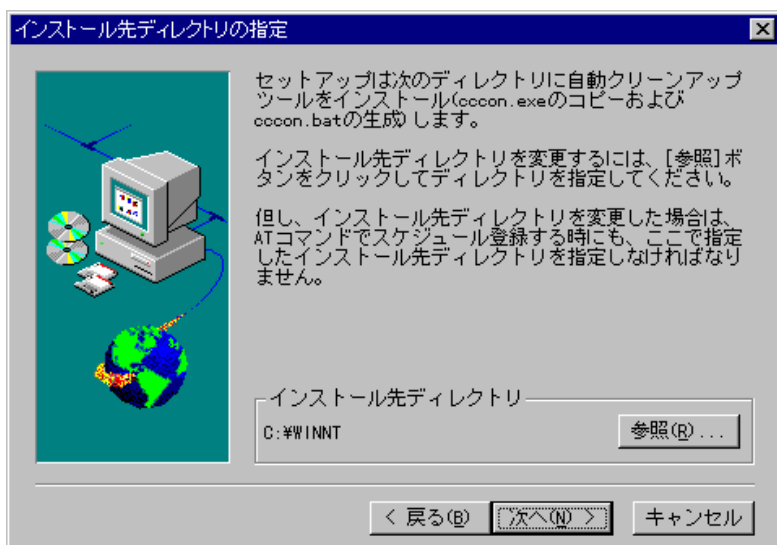 インストール先ディレクトリの指定
セットアップは次のディレクトリに自動クリーンアップ
ツールをインストール(cccon.exeのコピーおよび
cccon.batの生成)します。
インストール先ディレクトリを変更するには、[参照]ボ
タンをクリックしてディレクトリを指定してください。
但し、インストール先ディレクトリを変更した場合は、
ATコマンドでスケジュール登録する時にも、ここで指定
したインストール先ディレクトリを指定しなければなり
ません。
インストール先ディレクトリ
C:¥WINNT
参照(R)...
< 戻る(B)
次へ(N) >
キャンセル